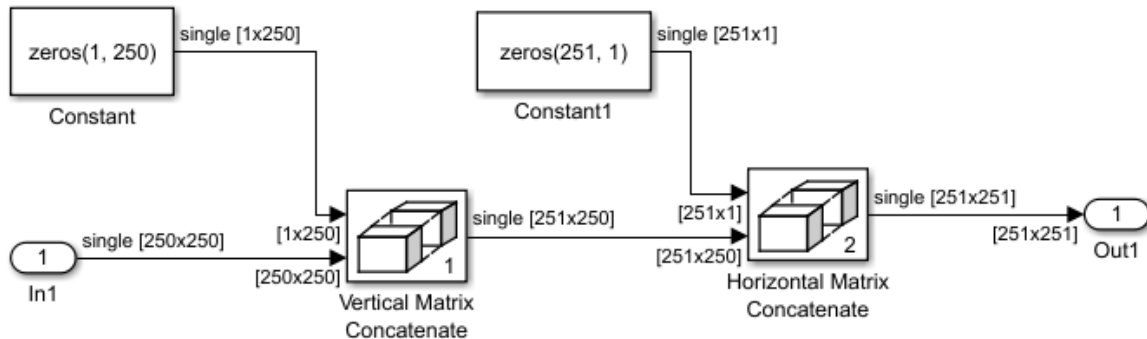 zeros(1, 250)
single [1x250]
Constant
zeros(251, 1)
single [251x1]
Constant1
1
In1
single [250x250]
[1x250]
[250x250]
1
Vertical Matrix
Concatenate
single [251x250]
[251x1]
[251x250]
2
Horizontal Matrix
Concatenate
single [251x251]
[251x251]
1
Out1